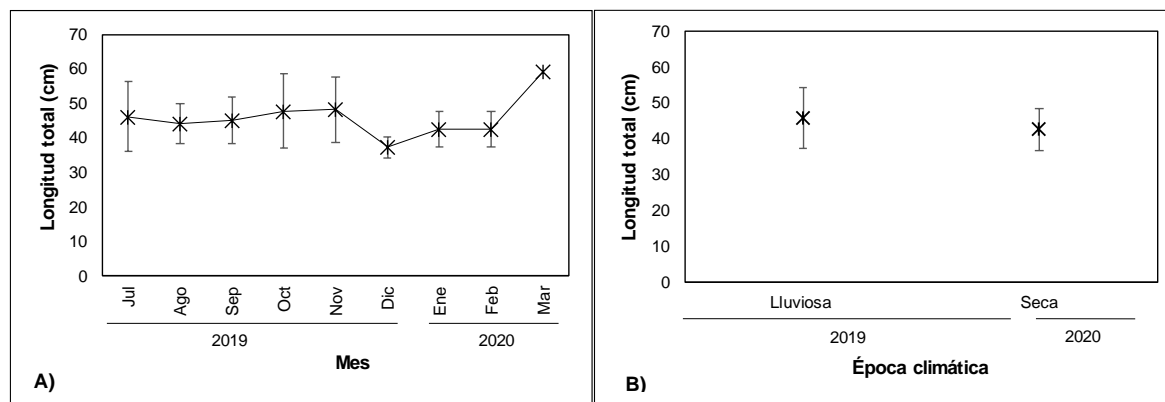 Longitud total (cm)
70
60
50
40
30
20
10
0
Jul
Ago
Sep
Oct
Nov
Dic
Ene
Feb
Mar
2019
2020
Mes
A)
Longitud total (cm)
70
60
50
40
30
20
10
0
Lluviosa
Seca
2019
2020
Época climática
B)